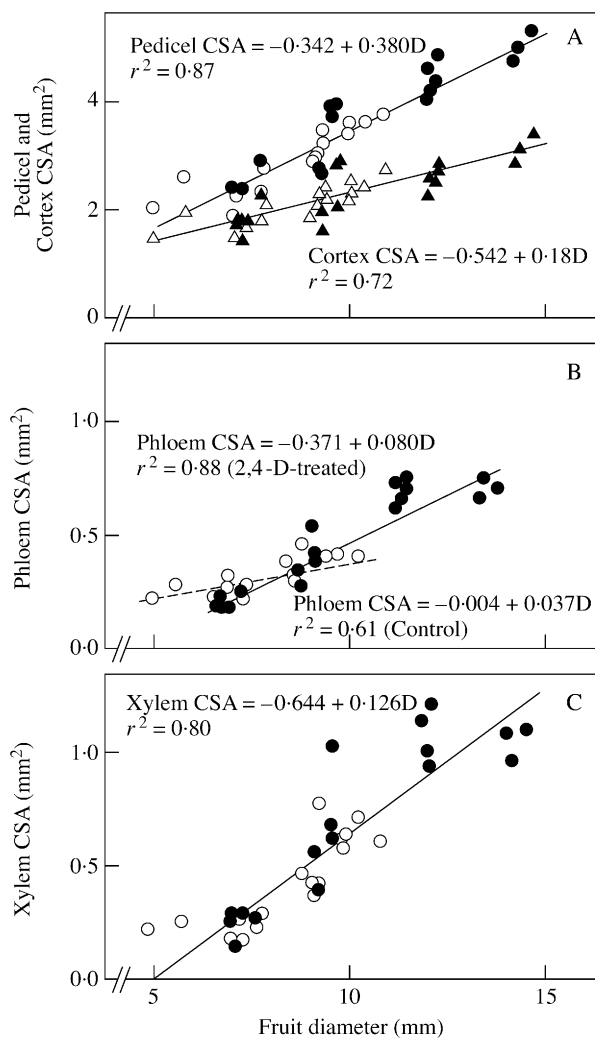 A
Pedicel CSA = −0·342 + 0·380D
r² = 0·87
4
2
0
Pedicel and
Cortex CSA (mm²)
Cortex CSA = −0·542 + 0·18D
r² = 0·72
B
1·0
0·5
0·0
Phloem CSA (mm²)
Phloem CSA = −0·371 + 0·080D
r² = 0·88 (2,4-D-treated)
Phloem CSA = −0·004 + 0·037D
r² = 0·61 (Control)
C
Xylem CSA = −0·644 + 0·126D
r² = 0·80
1·0
0·5
0·0
Xylem CSA (mm²)
5
10
15
Fruit diameter (mm)